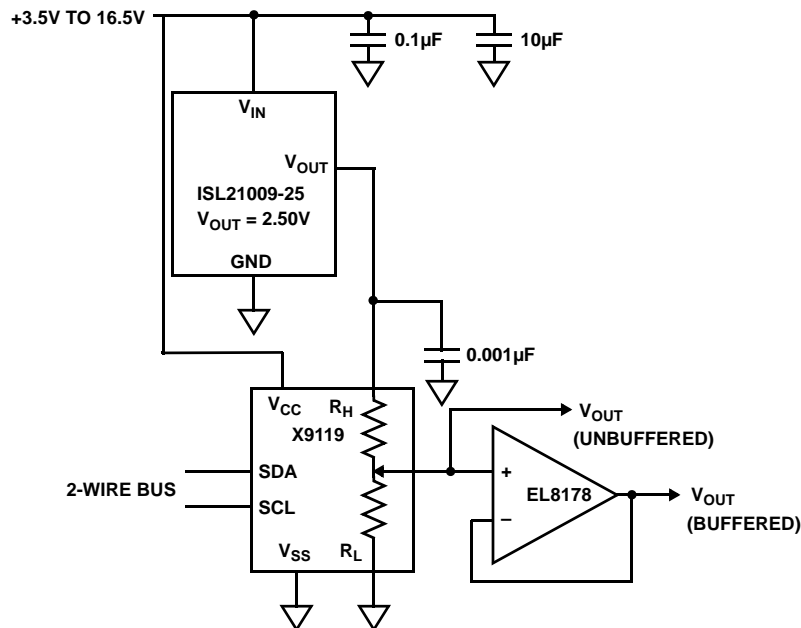 +3.5V TO 16.5V
0.1µF
10µF
VIN
VOUT
ISL21009-25
VOUT = 2.50V
GND
0.001µF
VCC
RH
X9119
VOUT
(UNBUFFERED)
2-WIRE BUS
SDA
SCL
+
EL8178
−
VOUT
(BUFFERED)
VSS
RL